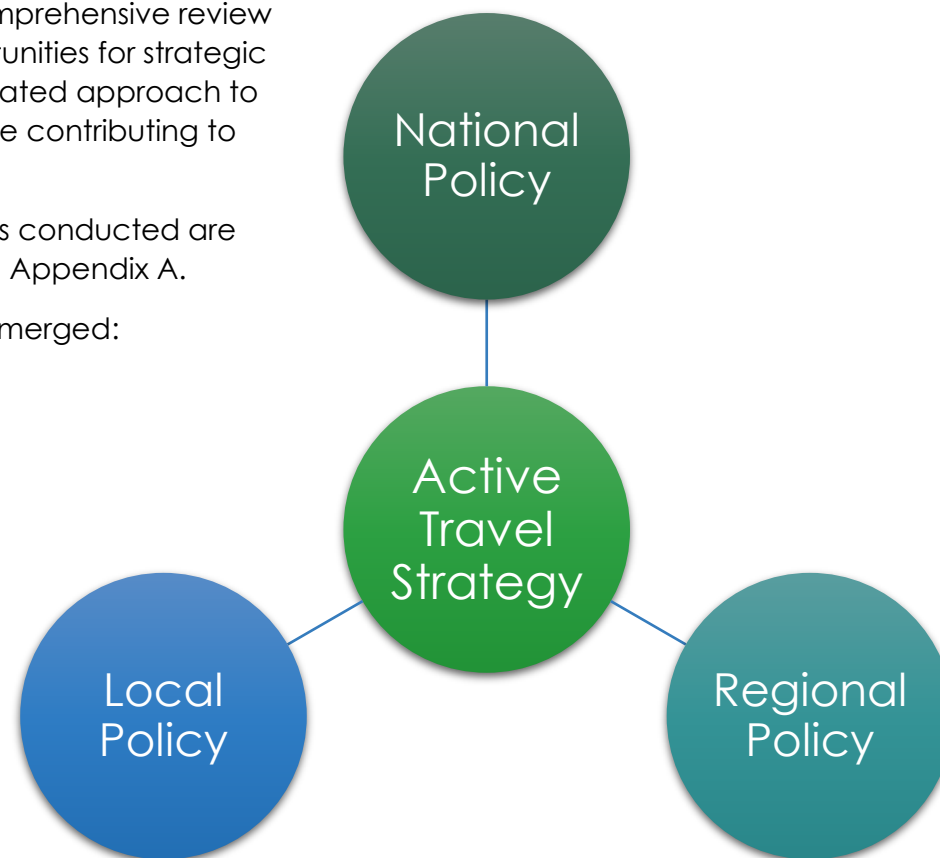 mprehensive review
tunities for strategic
ated approach to
e contributing to
s conducted are
Appendix A.
merged:
National
Policy
Active
Travel
Strategy
Local
Policy
Regional
Policy